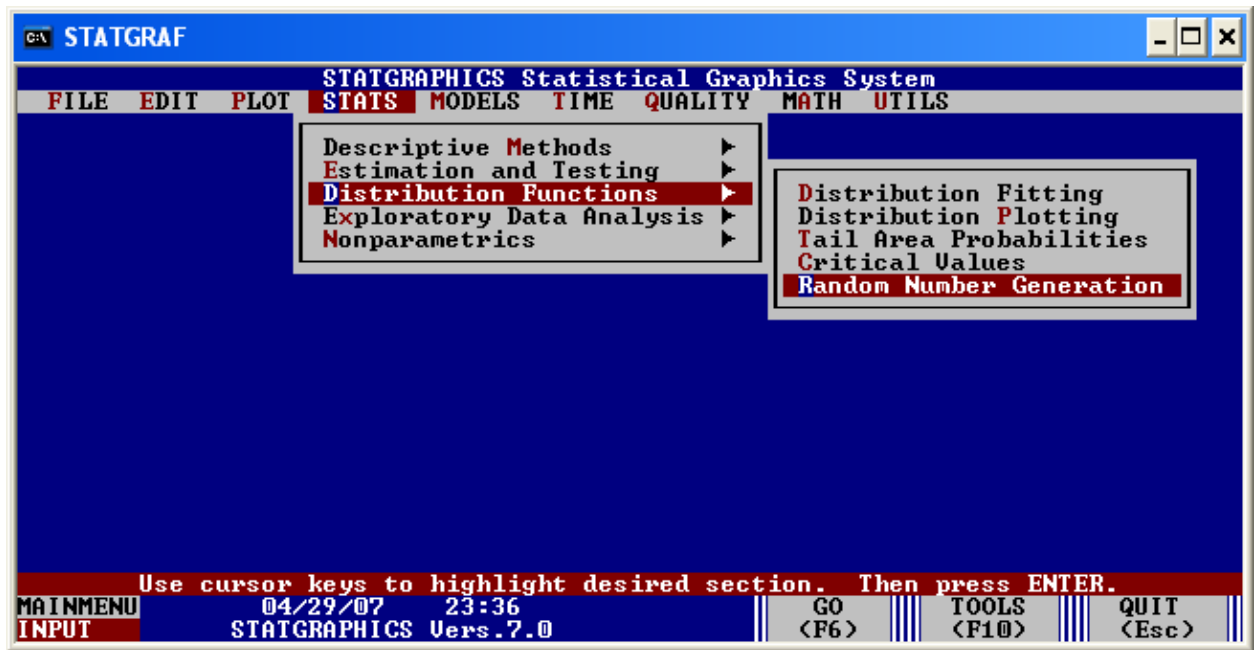 C:\ STATGRAF
STATGRAPHICS Statistical Graphics System
FILE EDIT PLOT STATS MODELS TIME QUALITY MATH UTILS
Descriptive Methods
Estimation and Testing
Distribution Functions
Exploratory Data Analysis
Nonparametrics
Distribution Fitting
Distribution Plotting
Tail Area Probabilities
Critical Values
Random Number Generation
Use cursor keys to highlight desired section. Then press ENTER.
MAINMENU 04/29/07 23:36 GO TOOLS QUIT
INPUT STATGRAPHICS Vers.7.0 (F6) (F10) (Esc)